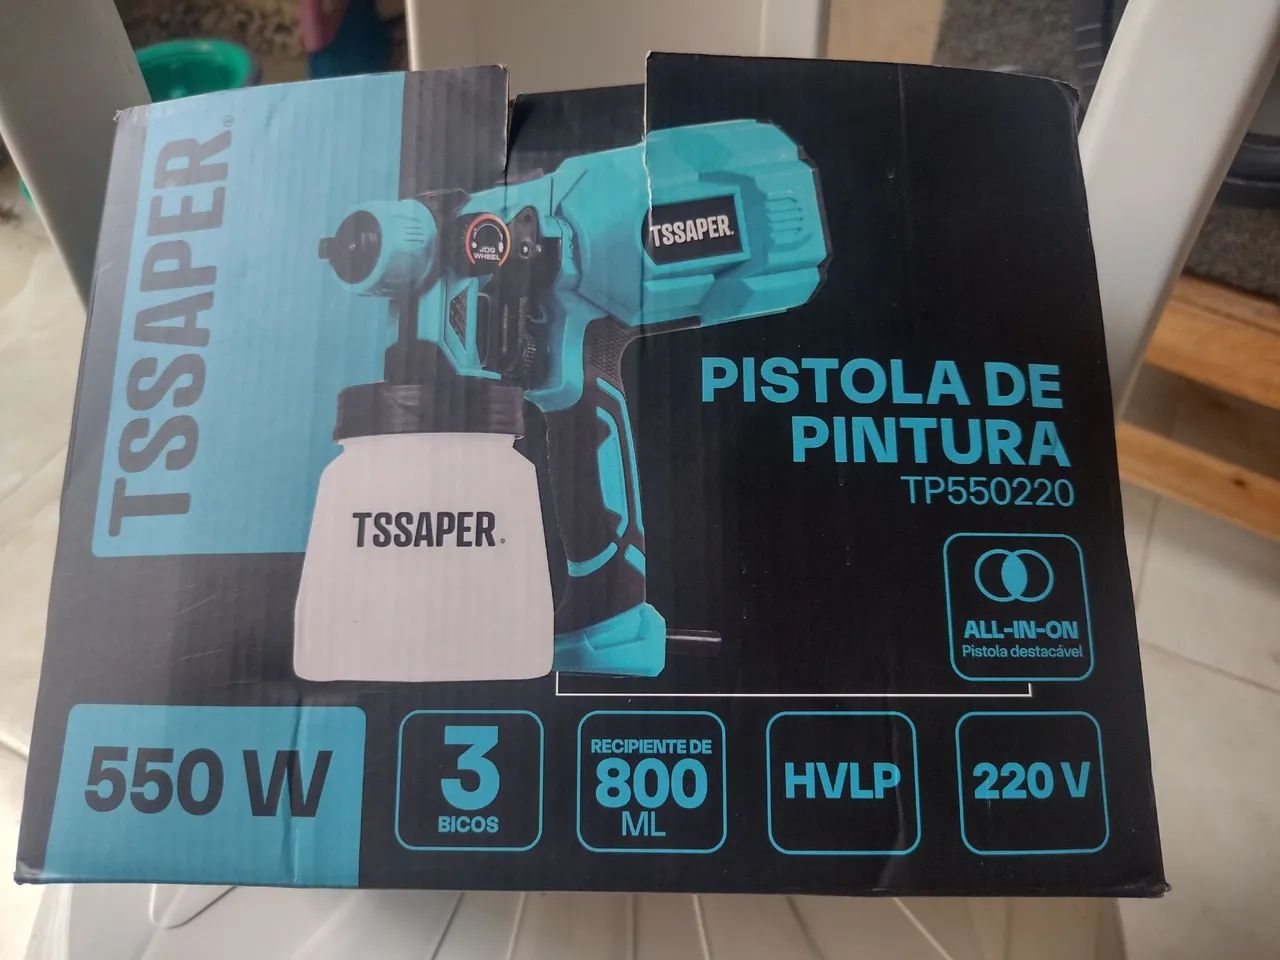 TSSAPER®
JOG
WHEEL
TSSAPER.
PISTOLA DE
PINTURA
TP550220
TSSAPER®
ALL-IN-ON
Pistola destacável
550 W
3
BICOS
RECIPIENTE DE
800
ML
HVLP
220 V